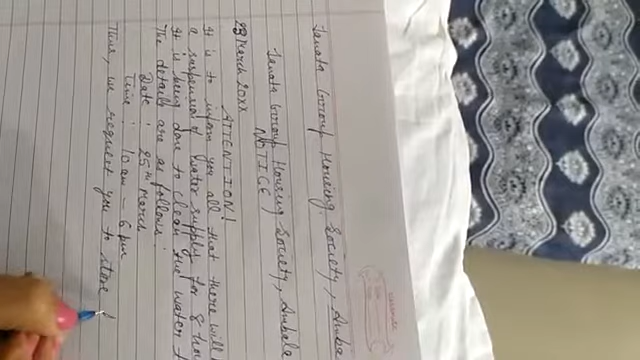 Janata Group Housing Society, Amba
Janata Group Housing Society, Ambala
NOTICE
23 March 20XX
ATTENTION!
It is to inform you all that there will
a suspension of water supply for 8 hou
It is being done to clean the water t
The details are as follows:
Date : 25th March
Time : 10 am - 6 pm
Thus, we request you to store